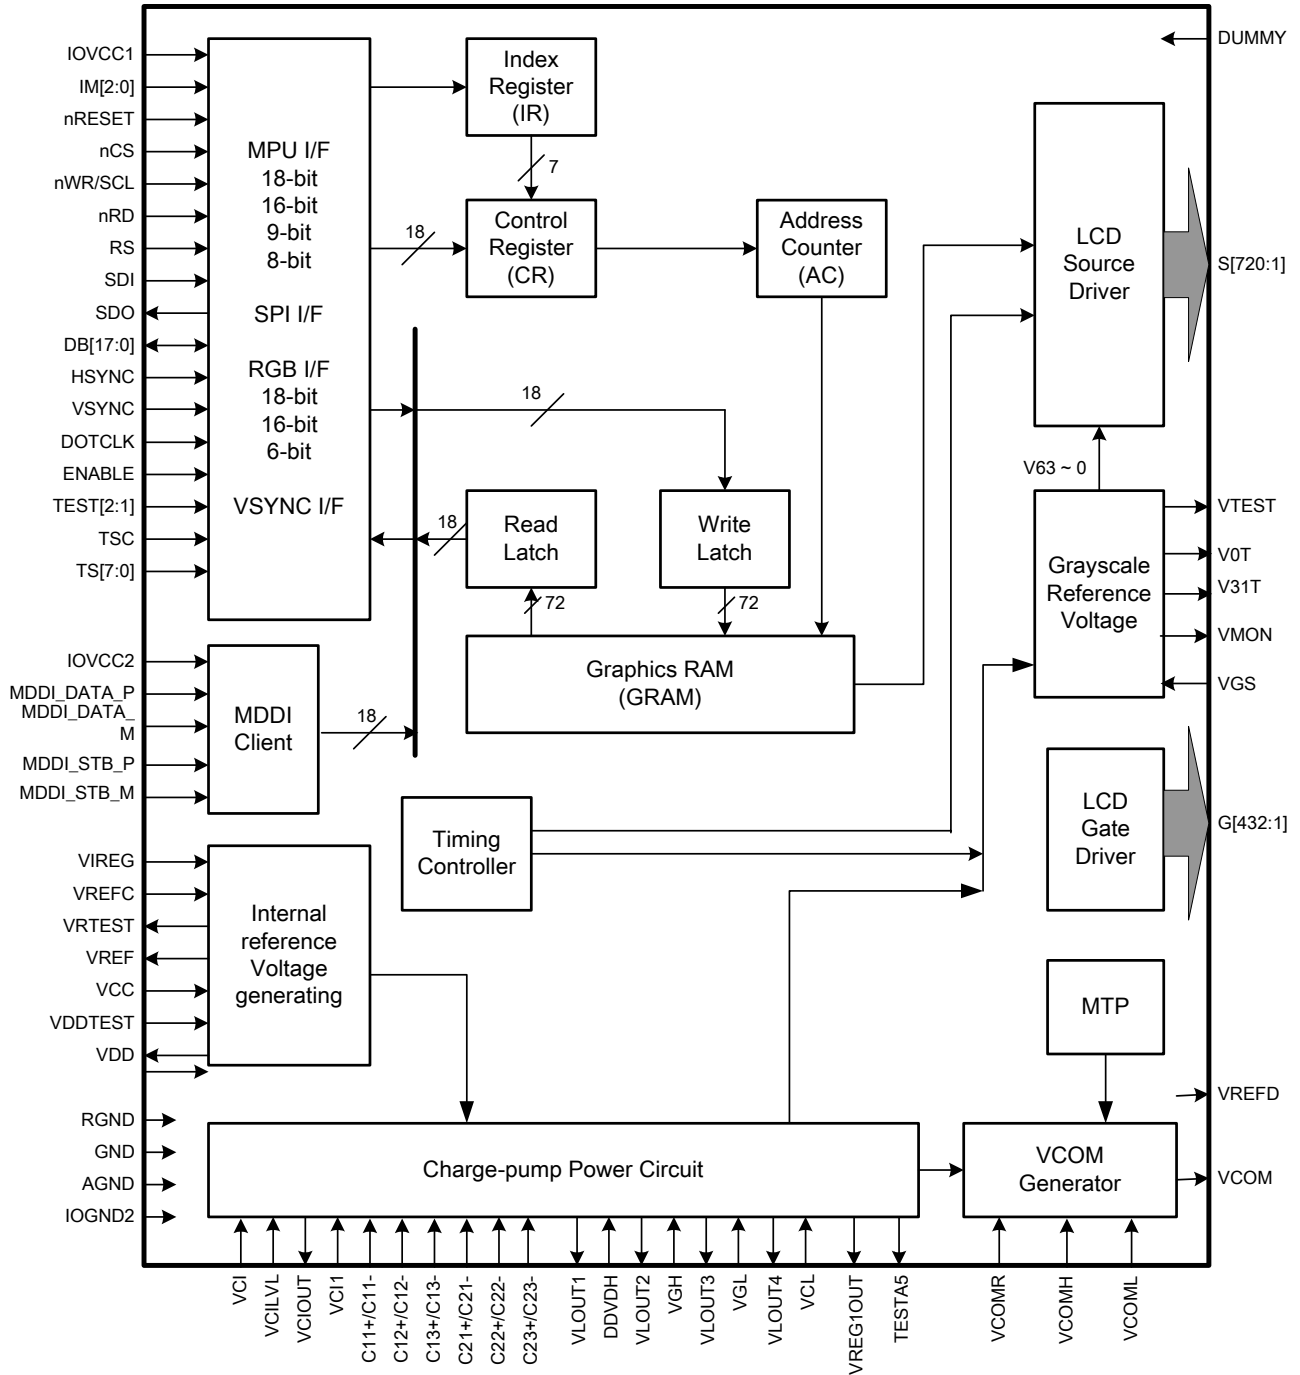 IOVCC1
IM[2:0]
nRESET
nCS
nWR/SCL
nRD
RS
SDI
SDO
DB[17:0]
HSYNC
VSYNC
DOTCLK
ENABLE
TEST[2:1]
TSC
TS[7:0]
IOVCC2
MDDI_DATA_P
MDDI_DATA_
M
MDDI_STB_P
MDDI_STB_M
VIREG
VREFC
VRTEST
VREF
VCC
VDDTEST
VDD
RGND
GND
AGND
IOGND2
MPU I/F
18-bit
16-bit
9-bit
8-bit
SPI I/F
RGB I/F
18-bit
16-bit
6-bit
VSYNC I/F
MDDI
Client
18
Internal
reference
Voltage
generating
Index
Register
(IR)
7
18
Control
Register
(CR)
Address
Counter
(AC)
18
18
Read
Latch
Write
Latch
72
72
Graphics RAM
(GRAM)
Timing
Controller
LCD
Source
Driver
V63 ~ 0
Grayscale
Reference
Voltage
LCD
Gate
Driver
MTP
Charge-pump Power Circuit
VCOM
Generator
DUMMY
S[720:1]
VTEST
V0T
V31T
VMON
VGS
G[432:1]
VREFD
VCOM
VCI
VCILVL
VCIOUT
VCI1
C11+/C11-
C12+/C12-
C13+/C13-
C21+/C21-
C22+/C22-
C23+/C23-
VLOUT1
DDVDH
VLOUT2
VGH
VLOUT3
VGL
VLOUT4
VCL
VREG1OUT
TESTA5
VCOMR
VCOMH
VCOML